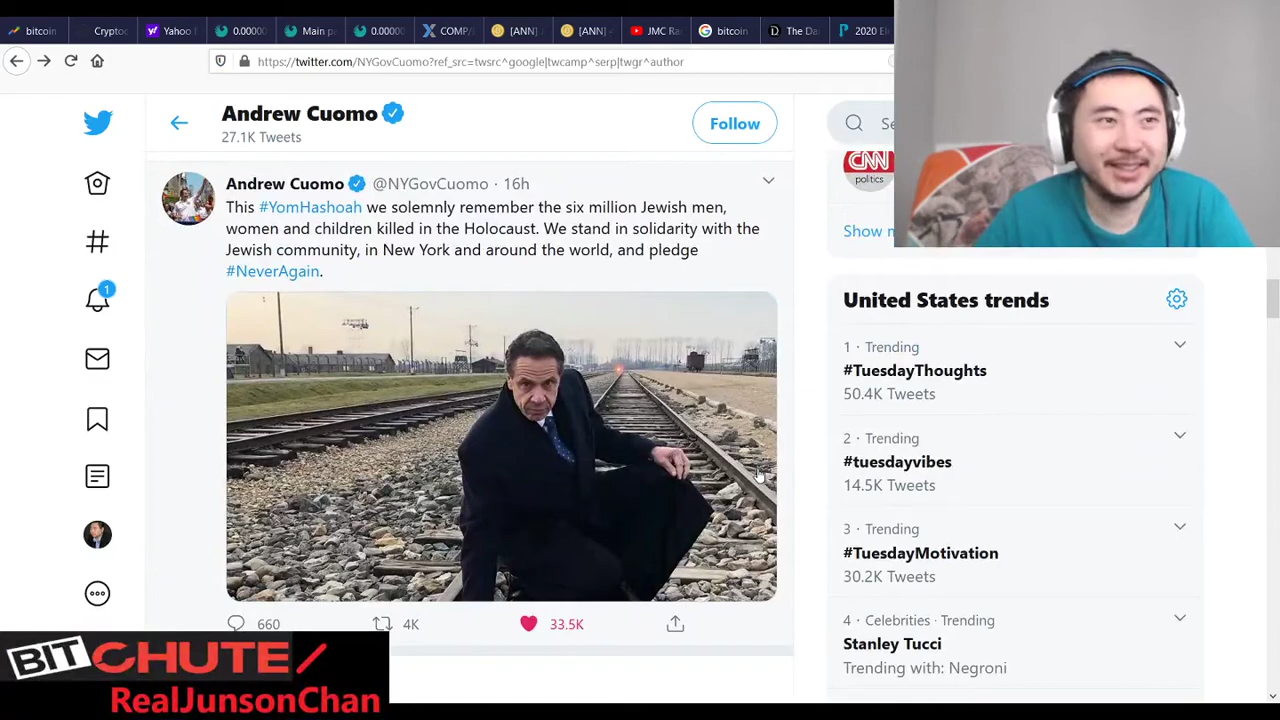 bitcoin
Cryptoc
Yahoo
0.00000
Main p
0.00000
COMP/
[ANN]
[ANN]
JMC Ra
bitcoin
The Da
2020 El
https://twitter.com/NYGovCuomo?ref_src=twsrc^google|twcamp^serp|twgr^author
Andrew Cuomo
27.1K Tweets
Follow
Se
CNN
politics
Show m
Andrew Cuomo @NYGovCuomo · 16h
This #YomHashoah we solemnly remember the six million Jewish men,
women and children killed in the Holocaust. We stand in solidarity with the
Jewish community, in New York and around the world, and pledge
#NeverAgain.
1
660
4K
33.5K
United States trends
1 · Trending
#TuesdayThoughts
50.4K Tweets
2 · Trending
#tuesdayvibes
14.5K Tweets
3 · Trending
#TuesdayMotivation
30.2K Tweets
4 · Celebrities · Trending
Stanley Tucci
Trending with: Negroni
BITCHUTE/
RealJunsonChan